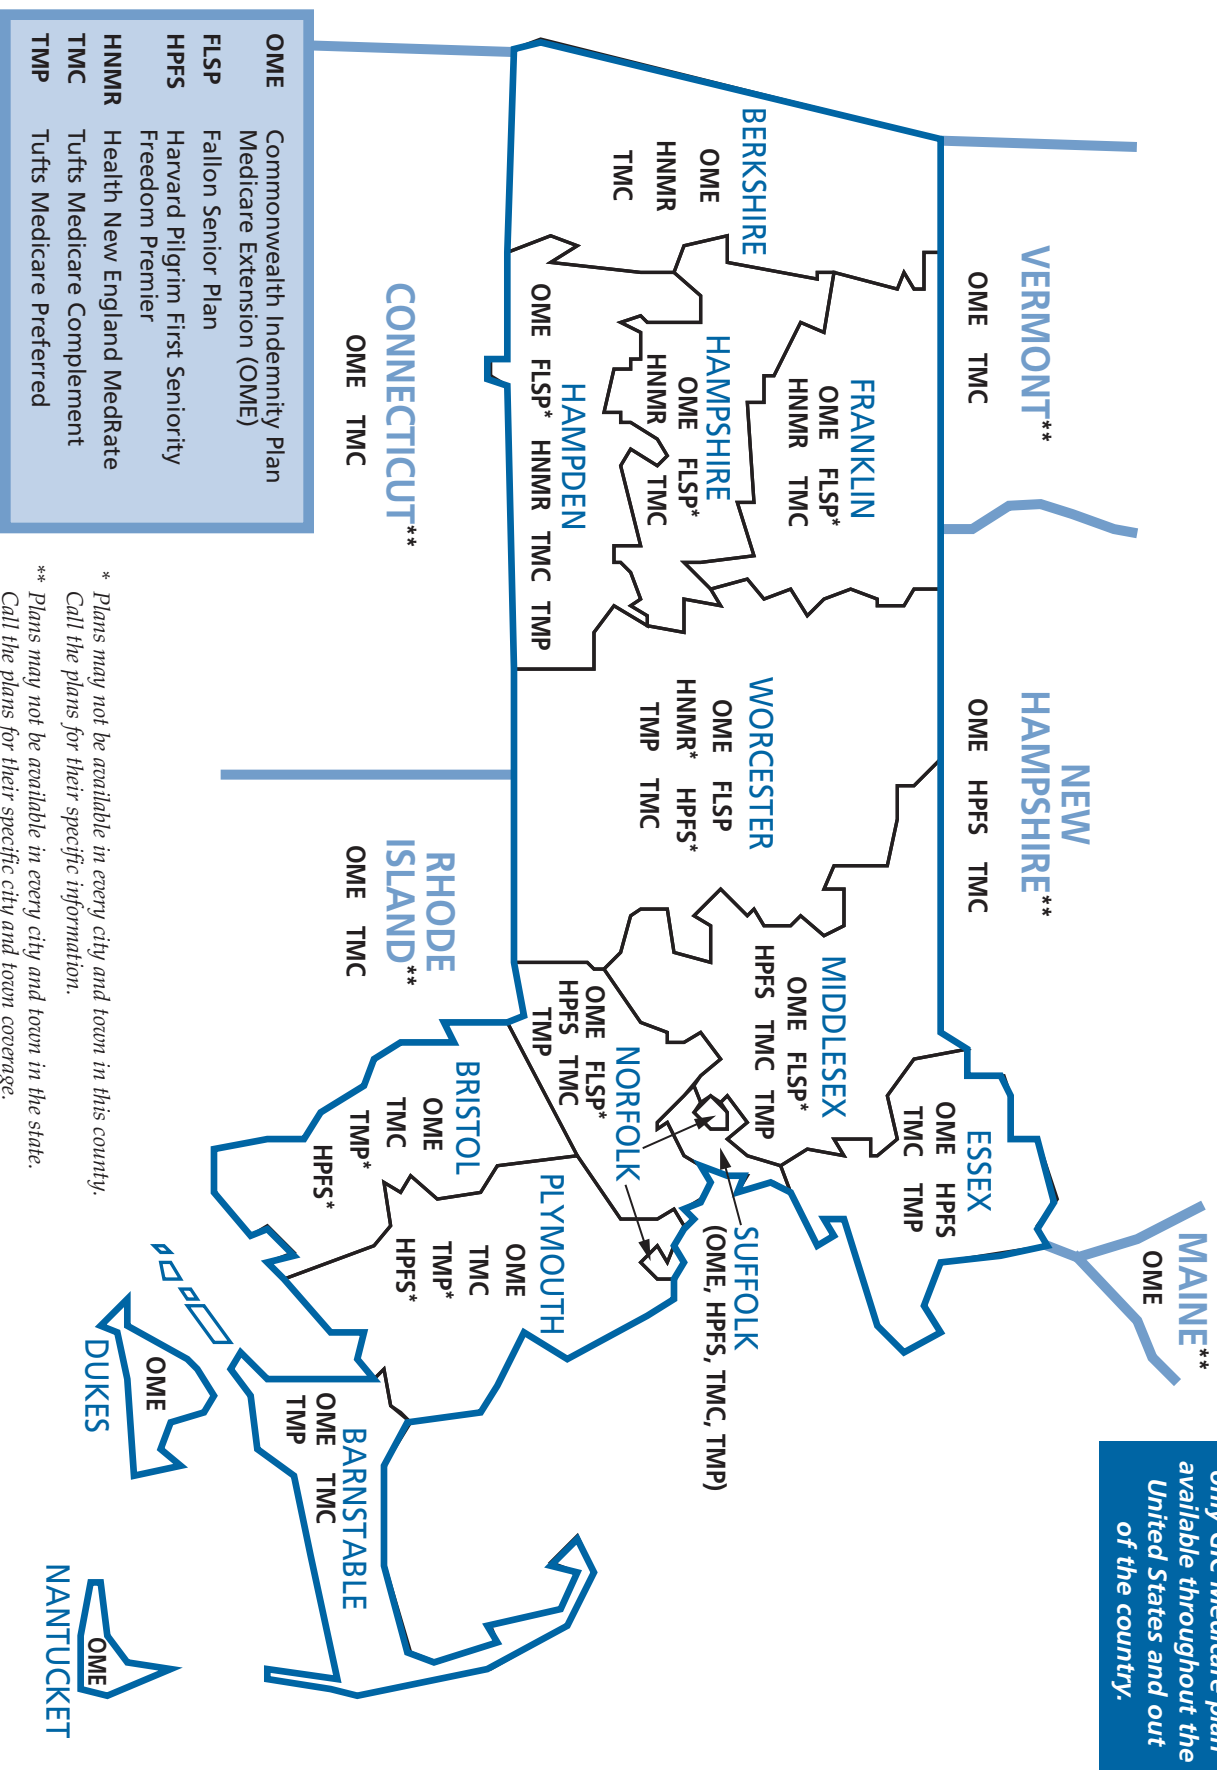 only GIC Medicare plan
available throughout the
United States and out
of the country.
MAINE**
OME
VERMONT**
OME TMC
NEW
HAMPSHIRE**
OME HPFS TMC
BERKSHIRE
OME
HNMR
TMC
FRANKLIN
OME FLSP*
HNMR TMC
HAMPSHIRE
OME FLSP*
HNMR TMC
HAMPDEN
OME FLSP* HNMR TMC TMP
WORCESTER
OME FLSP
HNMR* HPFS*
TMP TMC
MIDDLESEX
OME FLSP*
HPFS TMC TMP
ESSEX
OME HPFS
TMC TMP
SUFFOLK
(OME, HPFS, TMC, TMP)
NORFOLK
OME FLSP*
HPFS TMC
TMP
BRISTOL
OME
TMC
TMP*
HPFS*
PLYMOUTH
OME
TMC
TMP*
HPFS*
BARNSTABLE
OME TMC
TMP
DUKES
OME
NANTUCKET
OME
CONNECTICUT**
OME TMC
RHODE
ISLAND**
OME TMC
OME Commonwealth Indemnity Plan
Medicare Extension (OME)
FLSP Fallon Senior Plan
HPFS Harvard Pilgrim First Seniority
Freedom Premier
HNMR Health New England MedRate
TMC Tufts Medicare Complement
TMP Tufts Medicare Preferred
* Plans may not be available in every city and town in this county.
Call the plans for their specific information.
** Plans may not be available in every city and town in the state.
Call the plans for their specific city and town coverage.